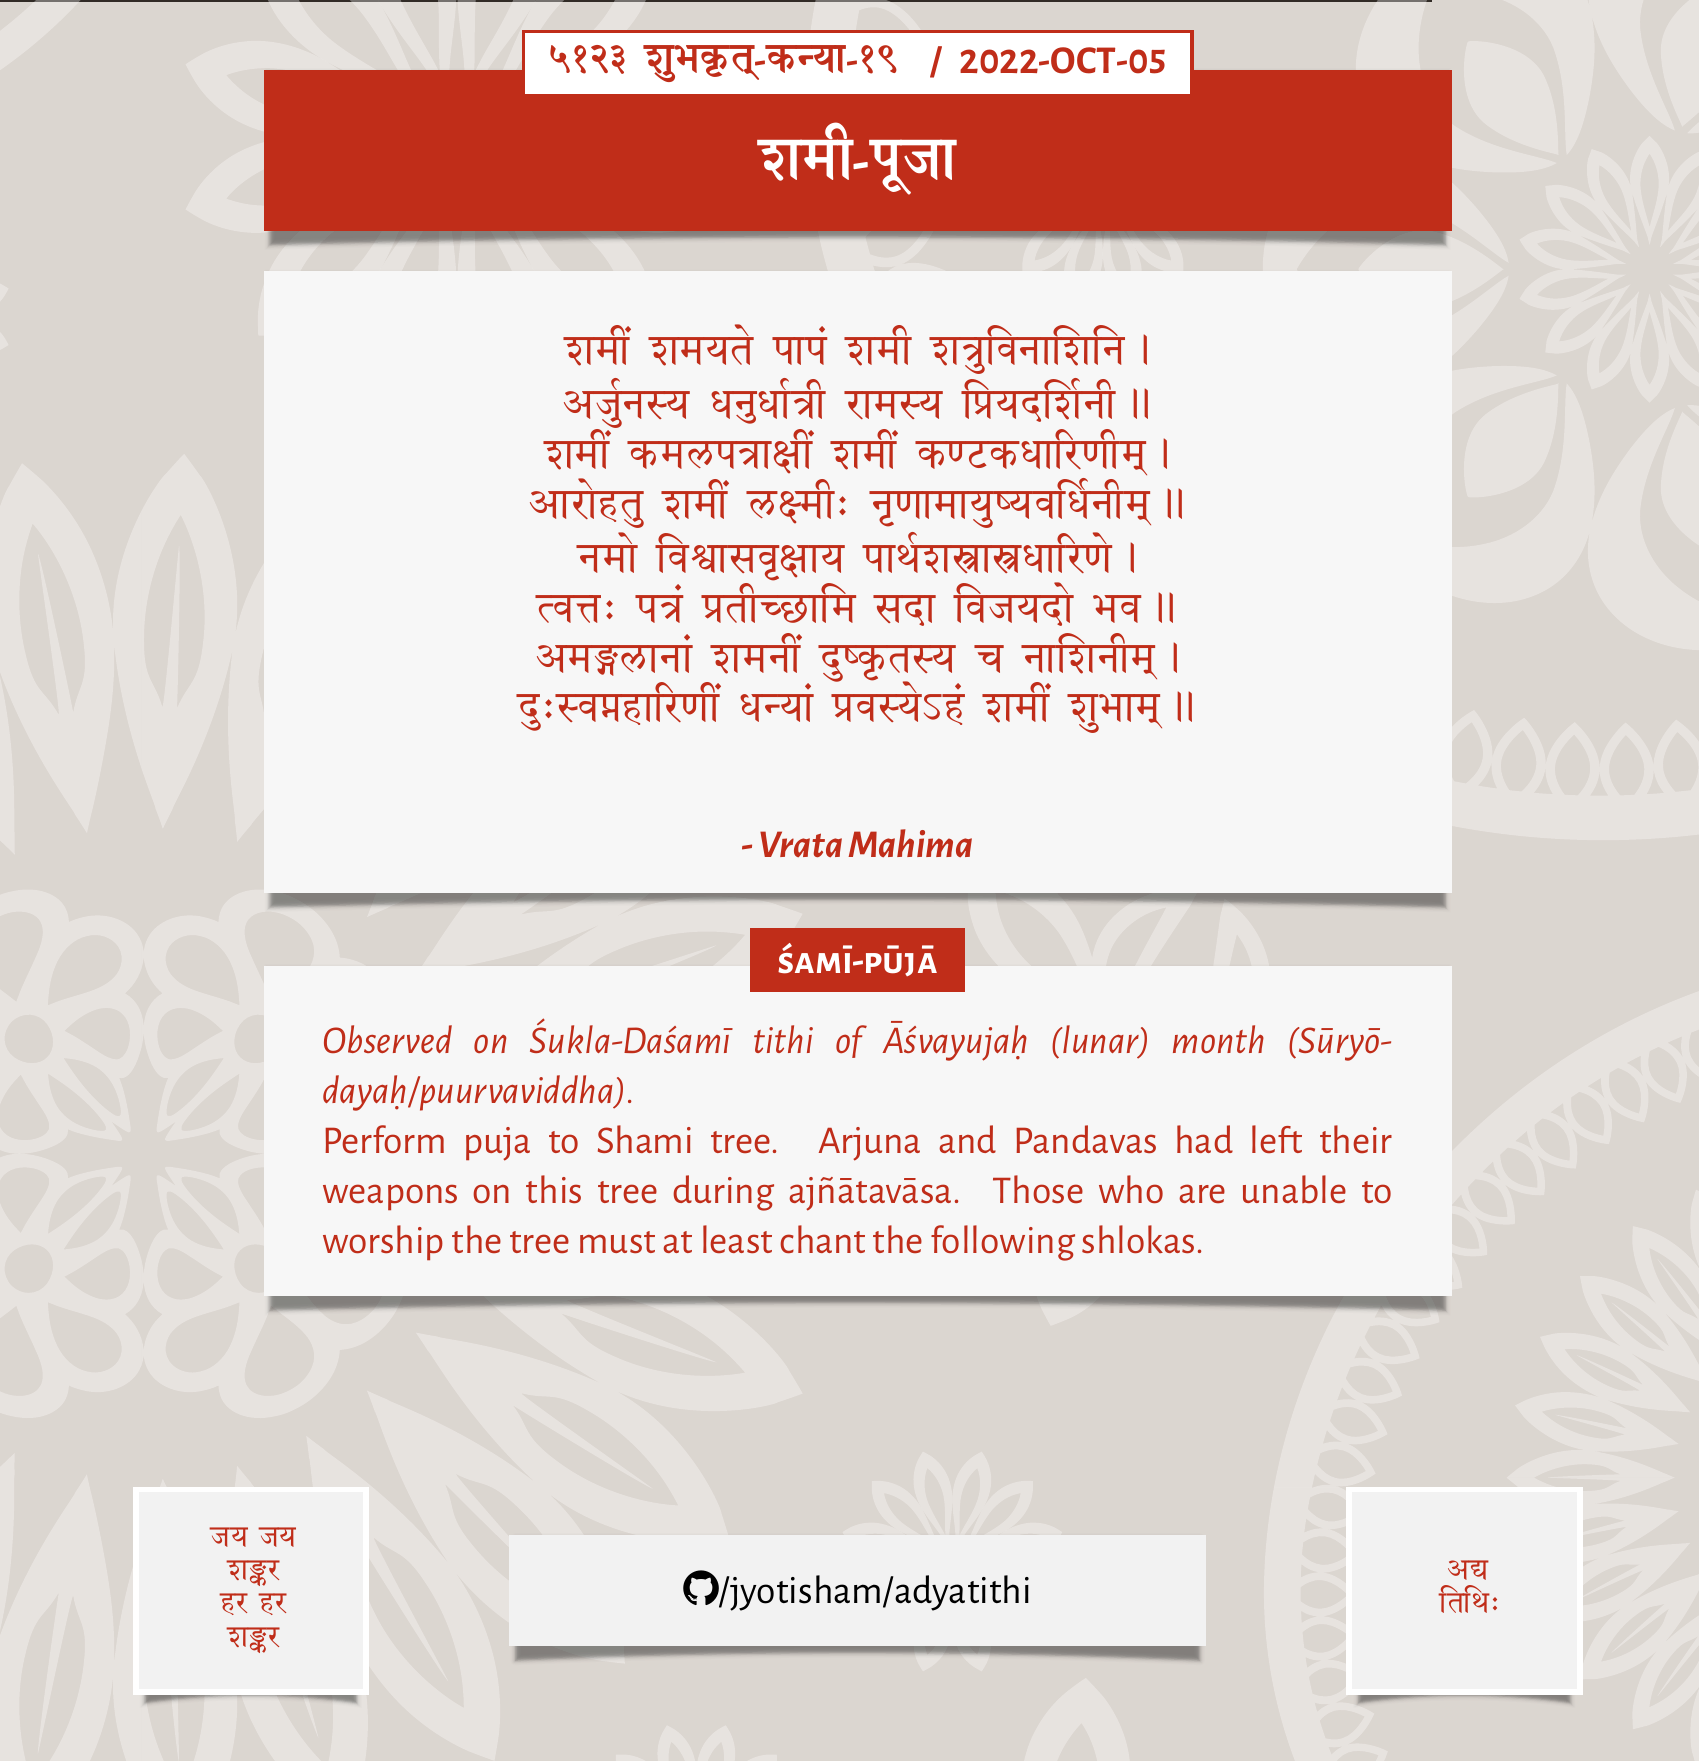 ५१२३ शुभकृत्-कन्या-१९ / 2022-OCT-05
शमी-पूजा
शमीं शमयते पापं शमी शत्रुविनाशिनि ।
अर्जुनस्य धनुर्धात्री रामस्य प्रियदर्शिनी ॥
शमीं कमलपत्राक्षीं शमीं कण्टकधारिणीम् ।
आरोहतु शमीं लक्ष्मीः नृणामायुष्यवर्धिनीम् ॥
नमो विश्वासवृक्षाय पार्थशस्त्रास्त्रधारिणे ।
त्वत्तः पत्रं प्रतीच्छामि सदा विजयदो भव ॥
अमङ्गलानां शमनीं दुष्कृतस्य च नाशिनीम् ।
दुःस्वप्नहारिणीं धन्यां प्रवस्येऽहं शमीं शुभाम् ॥
- Vrata Mahima
ŚAMĪ-PŪJĀ
Observed on Śukla-Daśamī tithi of Āśvayujaḥ (lunar) month (Sūryō-
dayaḥ/puurvaviddha).
Perform puja to Shami tree. Arjuna and Pandavas had left their
weapons on this tree during ajñātavāsa. Those who are unable to
worship the tree must at least chant the following shlokas.
जय जय
शङ्कर
हर हर
शङ्कर
/jyotisham/adyatithi
अद्य
तिथिः